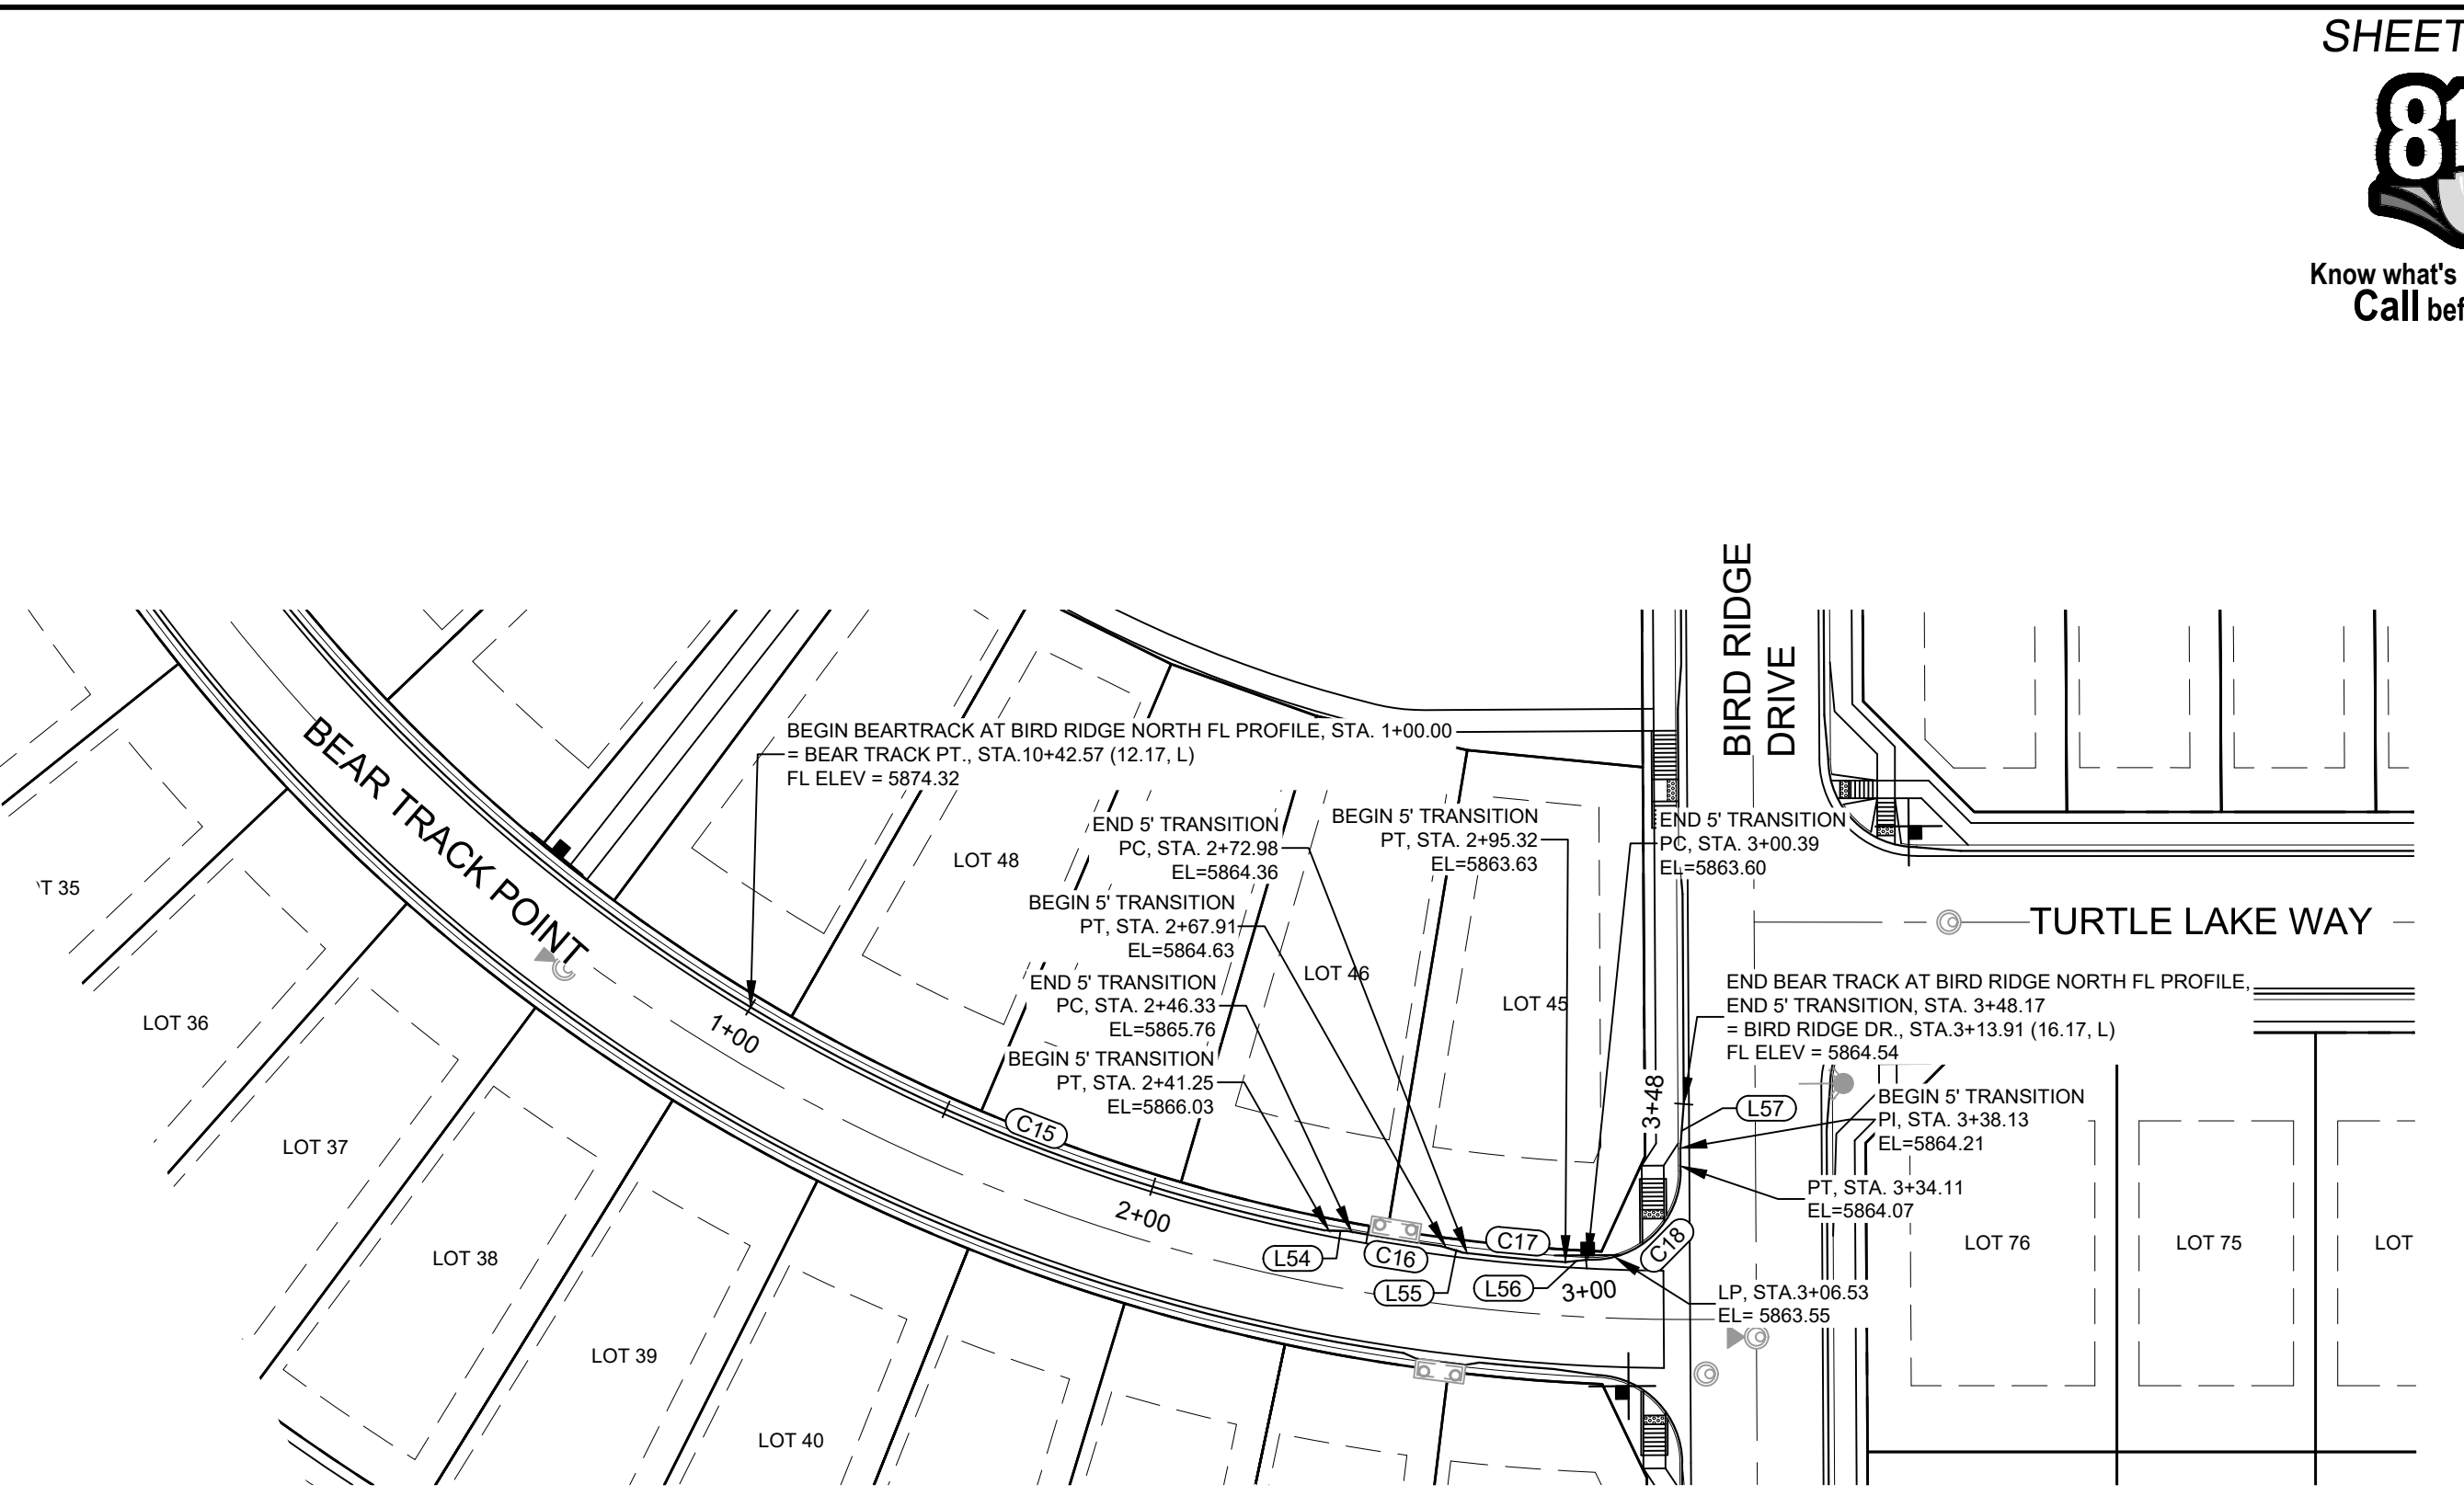 SHEET
81
Know what's
Call bef
BIRD RIDGE
DRIVE
BEAR TRACK POINT
TURTLE LAKE WAY
BEGIN BEARTRACK AT BIRD RIDGE NORTH FL PROFILE, STA. 1+00.00
= BEAR TRACK PT., STA.10+42.57 (12.17, L)
FL ELEV = 5874.32
END 5' TRANSITION
PC, STA. 2+72.98
EL=5864.36
BEGIN 5' TRANSITION
PT, STA. 2+95.32
EL=5863.63
END 5' TRANSITION
PC, STA. 3+00.39
EL=5863.60
BEGIN 5' TRANSITION
PT, STA. 2+67.91
EL=5864.63
END 5' TRANSITION
PC, STA. 2+46.33
EL=5865.76
BEGIN 5' TRANSITION
PT, STA. 2+41.25
EL=5866.03
END BEAR TRACK AT BIRD RIDGE NORTH FL PROFILE,
END 5' TRANSITION, STA. 3+48.17
= BIRD RIDGE DR., STA.3+13.91 (16.17, L)
FL ELEV = 5864.54
BEGIN 5' TRANSITION
PI, STA. 3+38.13
EL=5864.21
PT, STA. 3+34.11
EL=5864.07
LP, STA.3+06.53
EL= 5863.55
LOT 48
LOT 46
LOT 45
T 35
LOT 36
LOT 37
LOT 38
LOT 39
LOT 40
LOT 76
LOT 75
LOT
1+00
2+00
3+00
3+48
C15
C16
C17
C18
L54
L55
L56
L57